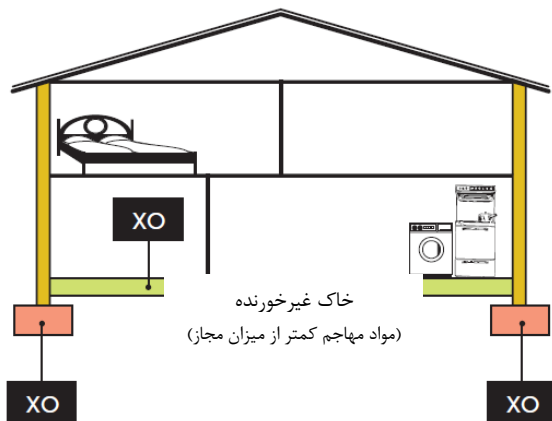 XO
خاک غیرخورنده
(مواد مهاجم کمتر از میزان مجاز)
XO
XO